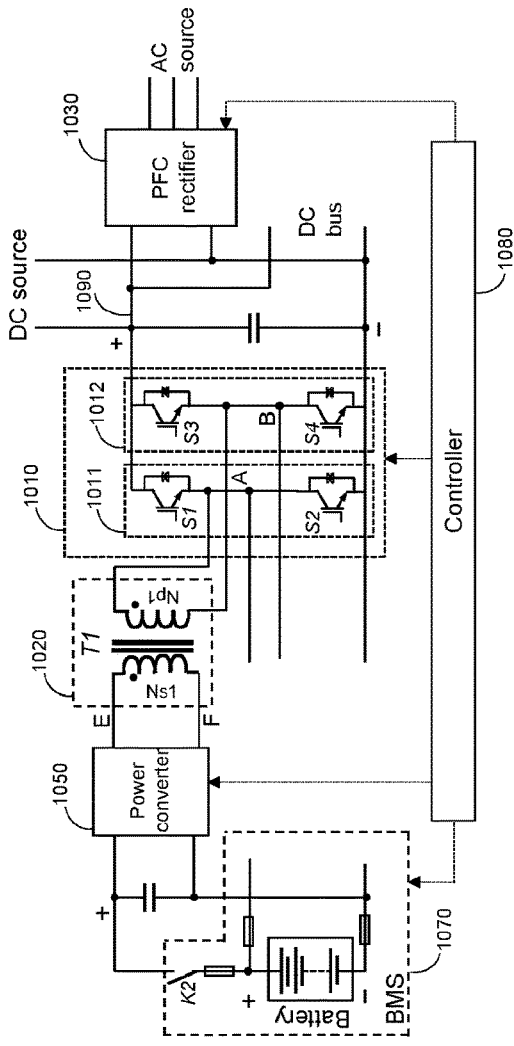 DC source
AC
source
1030
PFC
rectifier
1090
+
DC
bus
–
1010
1012
1011
S3
S1
B
A
S4
S2
1020
T1
Np1
Ns1
E
F
1050
Power
converter
+
K2
+
Battery
–
BMS
1070
Controller
1080